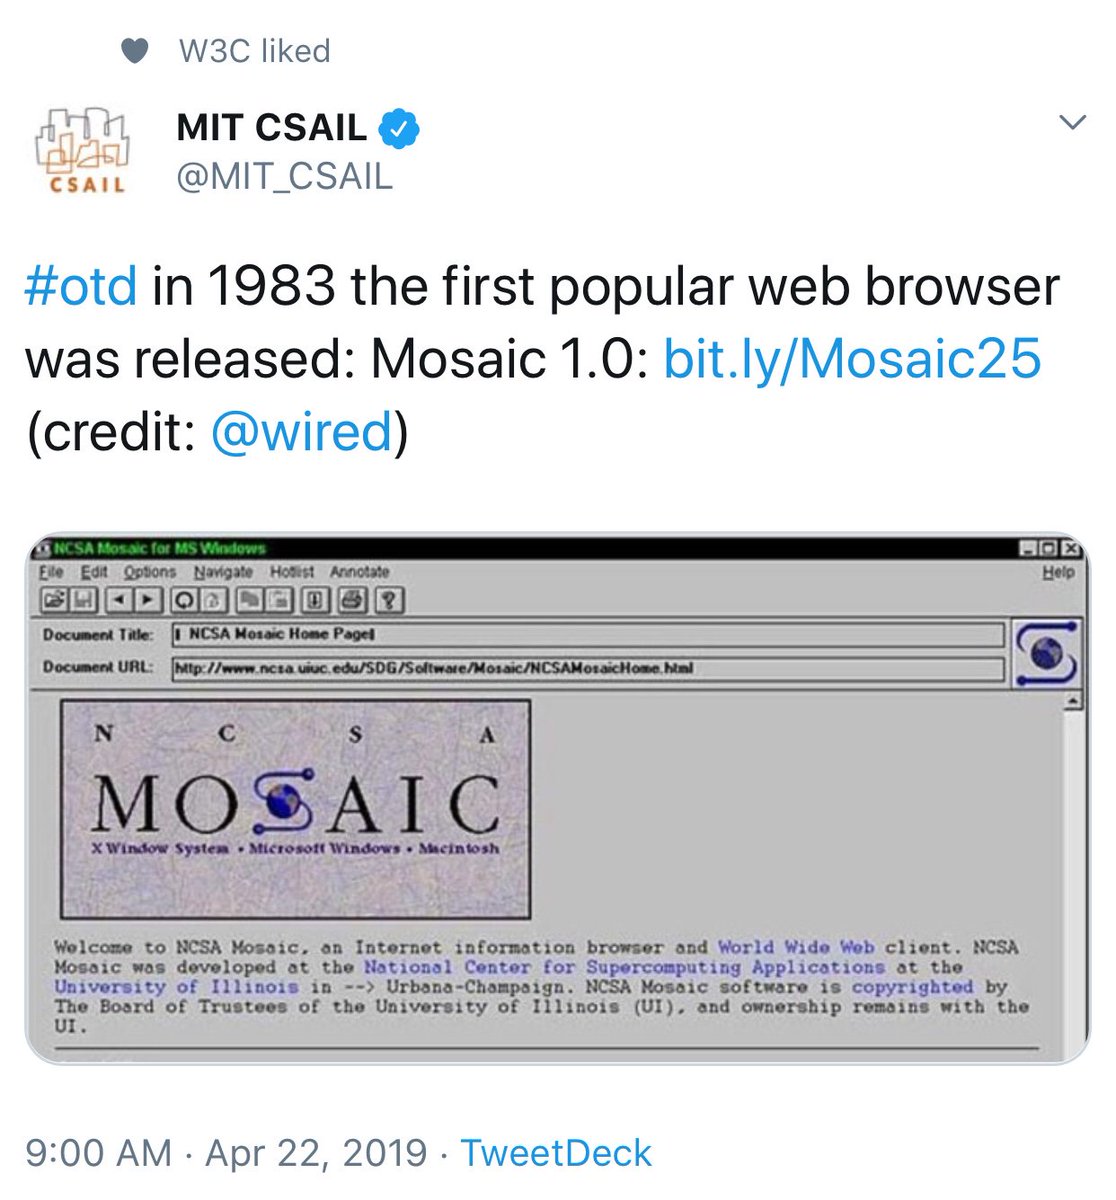 W3C liked
CSAIL
MIT CSAIL
@MIT_CSAIL
#otd in 1983 the first popular web browser
was released: Mosaic 1.0: bit.ly/Mosaic25
(credit: @wired)
NCSA Mosaic for MS Windows
File Edit Options Navigate Hotlist Annotate Help
Document Title: NCSA Mosaic Home Page
Document URL: http://www.ncsa.uiuc.edu/SDG/Software/Mosaic/NCSAMosaicHome.html
N C S A
MOSAIC
X Window System • Microsoft Windows • Macintosh
Welcome to NCSA Mosaic, an Internet information browser and World Wide Web client. NCSA
Mosaic was developed at the National Center for Supercomputing Applications at the
University of Illinois in --> Urbana-Champaign. NCSA Mosaic software is copyrighted by
The Board of Trustees of the University of Illinois (UI), and ownership remains with the
UI.
9:00 AM · Apr 22, 2019 · TweetDeck